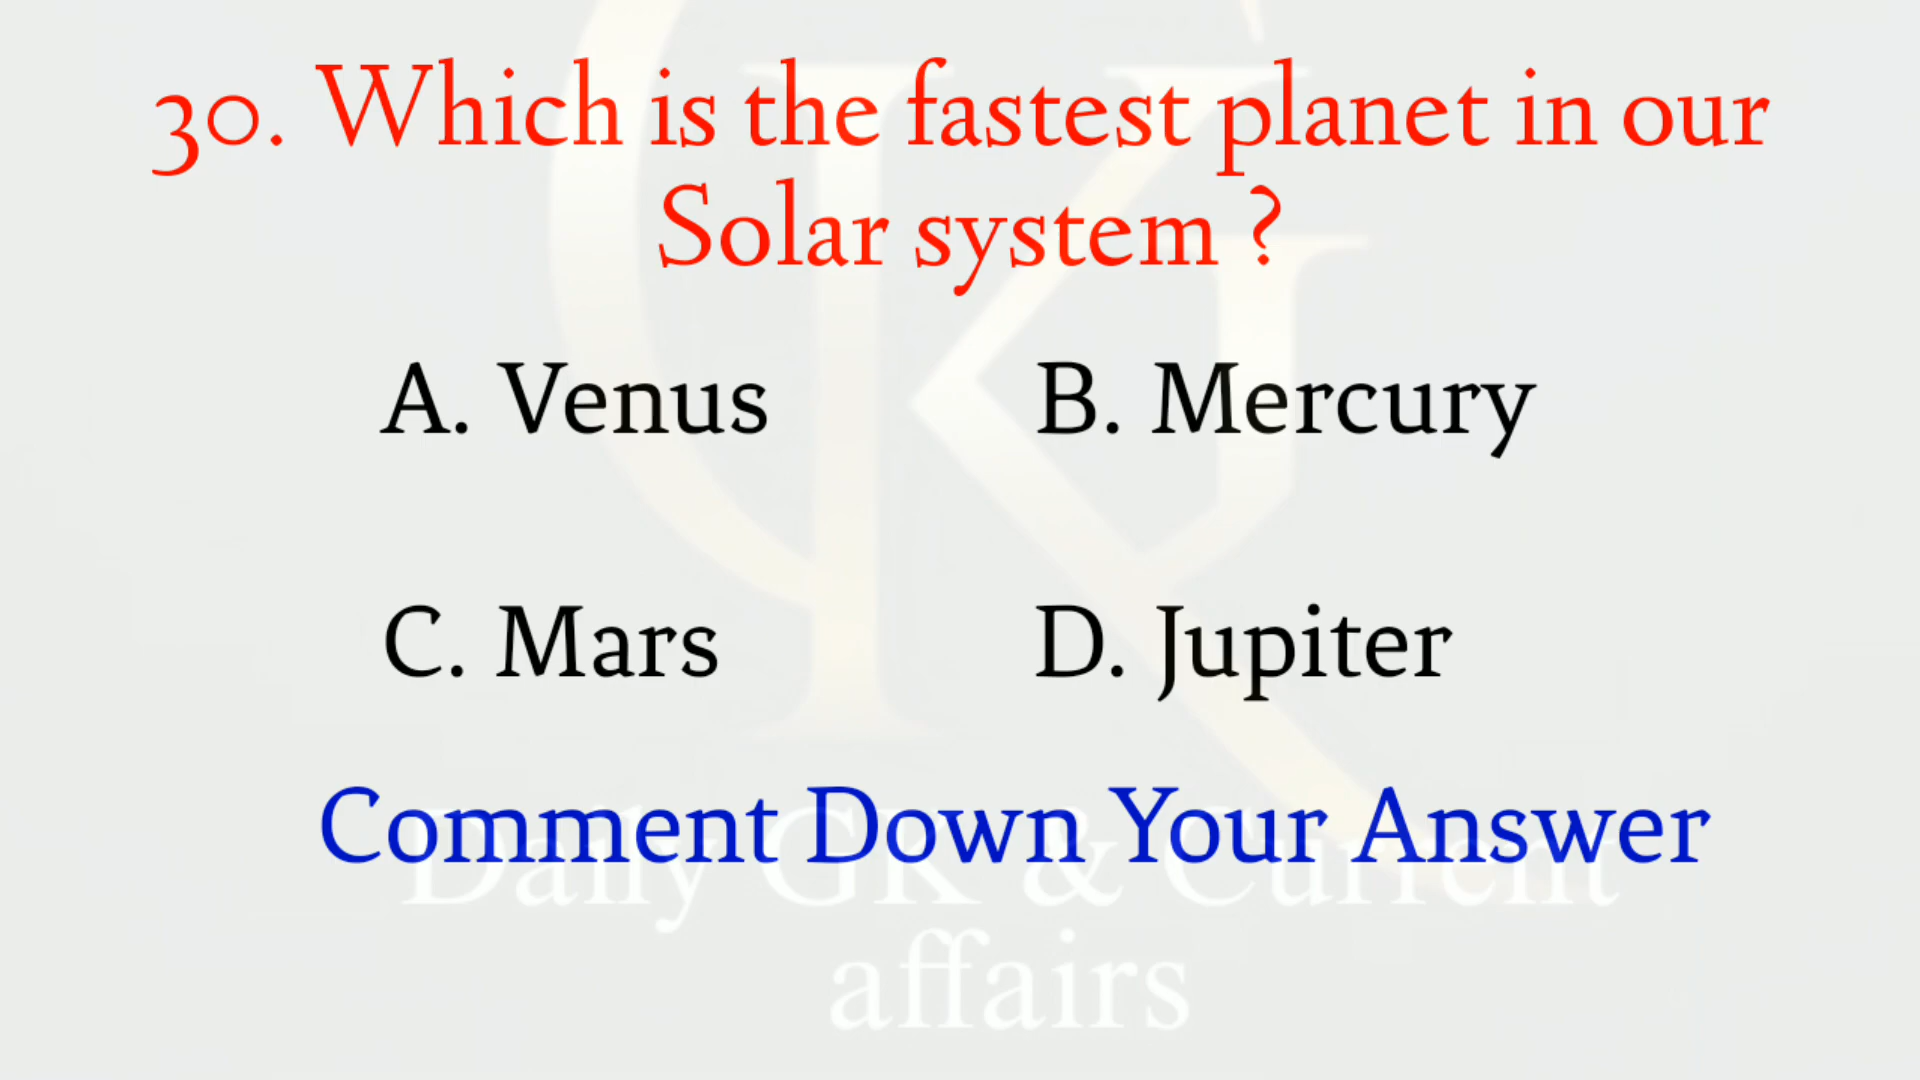 30. Which is the fastest planet in our
Solar system ?
A. Venus
B. Mercury
C. Mars
D. Jupiter
Comment Down Your Answer
Daily GK & Current
affairs